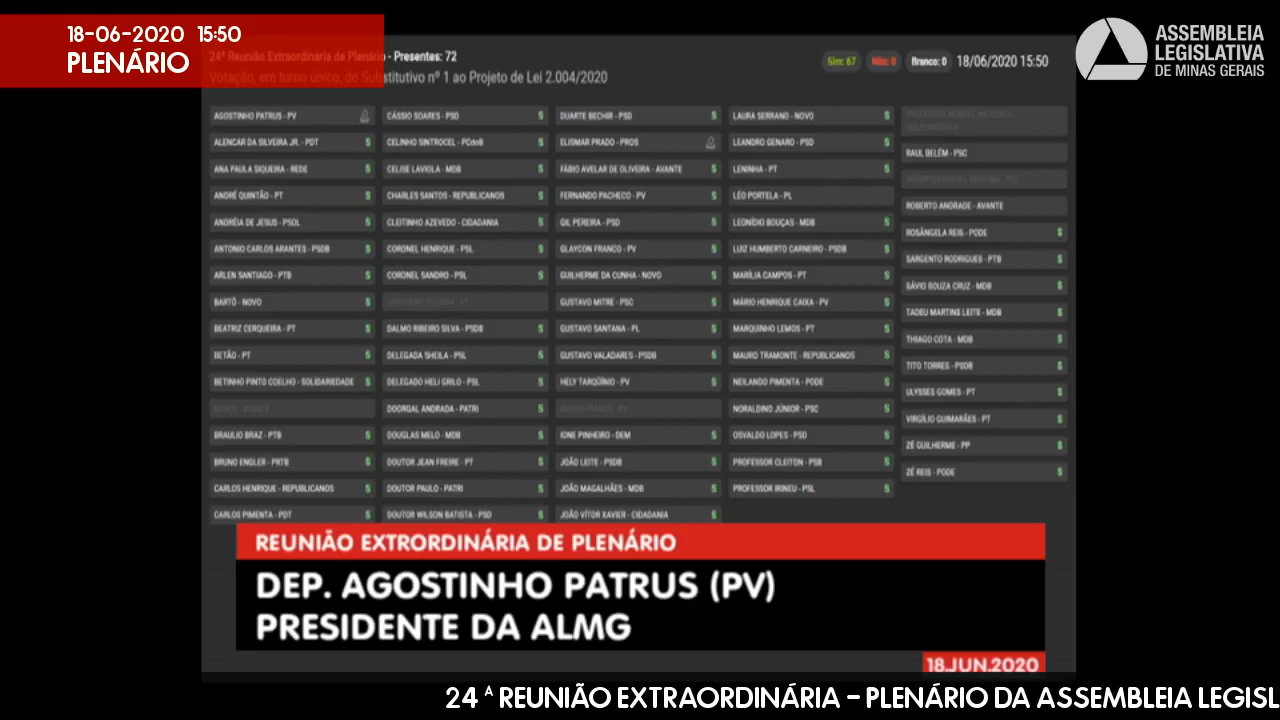 18-06-2020 15:50
PLENÁRIO
ASSEMBLEIA
LEGISLATIVA
DE MINAS GERAIS
24ª Reunião Extraordinária de Plenário - Presentes: 72
Votação, em turno único, do Substitutivo nº 1 ao Projeto de Lei 2.004/2020
Sim: 67 Não: 0 Branco: 0 18/06/2020 15:50
AGOSTINHO PATRUS - PV
ALENCAR DA SILVEIRA JR. - PDT S
ANA PAULA SIQUEIRA - REDE S
ANDRÉ QUINTÃO - PT S
ANDRÉIA DE JESUS - PSOL S
ANTONIO CARLOS ARANTES - PSDB S
ARLEN SANTIAGO - PTB S
BARTÔ - NOVO S
BEATRIZ CERQUEIRA - PT S
BETÃO - PT S
BETINHO PINTO COELHO - SOLIDARIEDADE S
BRAULIO BRAZ - PTB S
BRUNO ENGLER - PRTB S
CARLOS HENRIQUE - REPUBLICANOS S
CARLOS PIMENTA - PDT S
CÁSSIO SOARES - PSD S
CELINHO SINTROCEL - PCdoB S
CELISE LAVIOLA - MDB S
CHARLES SANTOS - REPUBLICANOS S
CLEITINHO AZEVEDO - CIDADANIA S
CORONEL HENRIQUE - PSL S
CORONEL SANDRO - PSL S
DALMO RIBEIRO SILVA - PSDB S
DELEGADA SHEILA - PSL S
DELEGADO HELI GRILO - PSL S
DOORGAL ANDRADA - PATRI S
DOUGLAS MELO - MDB S
DOUTOR JEAN FREIRE - PT S
DOUTOR PAULO - PATRI S
DOUTOR WILSON BATISTA - PSD S
DUARTE BECHIR - PSD S
ELISMAR PRADO - PROS
FÁBIO AVELAR DE OLIVEIRA - AVANTE S
FERNANDO PACHECO - PV S
GIL PEREIRA - PSD S
GLAYCON FRANCO - PV S
GUILHERME DA CUNHA - NOVO S
GUSTAVO MITRE - PSC S
GUSTAVO SANTANA - PL S
GUSTAVO VALADARES - PSDB S
HELY TARQÜÍNIO - PV S
IONE PINHEIRO - DEM S
JOÃO LEITE - PSDB S
JOÃO MAGALHÃES - MDB S
JOÃO VÍTOR XAVIER - CIDADANIA S
LAURA SERRANO - NOVO S
LEANDRO GENARO - PSD S
LENINHA - PT S
LÉO PORTELA - PL
LEONÍDIO BOUÇAS - MDB S
LUIZ HUMBERTO CARNEIRO - PSDB S
MARÍLIA CAMPOS - PT S
MÁRIO HENRIQUE CAIXA - PV S
MARQUINHO LEMOS - PT S
MAURO TRAMONTE - REPUBLICANOS S
NEILANDO PIMENTA - PODE S
NORALDINO JÚNIOR - PSC S
OSVALDO LOPES - PSD S
PROFESSOR CLEITON - PSB S
PROFESSOR IRINEU - PSL S
RAUL BELÉM - PSC
ROBERTO ANDRADE - AVANTE
ROSÂNGELA REIS - PODE S
SARGENTO RODRIGUES - PTB S
SÁVIO SOUZA CRUZ - MDB S
TADEU MARTINS LEITE - MDB S
THIAGO COTA - MDB S
TITO TORRES - PSDB S
ULYSSES GOMES - PT S
VIRGÍLIO GUIMARÃES - PT S
ZÉ GUILHERME - PP S
ZÉ REIS - PODE S
REUNIÃO EXTRORDINÁRIA DE PLENÁRIO
DEP. AGOSTINHO PATRUS (PV)
PRESIDENTE DA ALMG
18.JUN.2020
24 ª REUNIÃO EXTRAORDINÁRIA – PLENÁRIO DA ASSEMBLEIA LEGISL